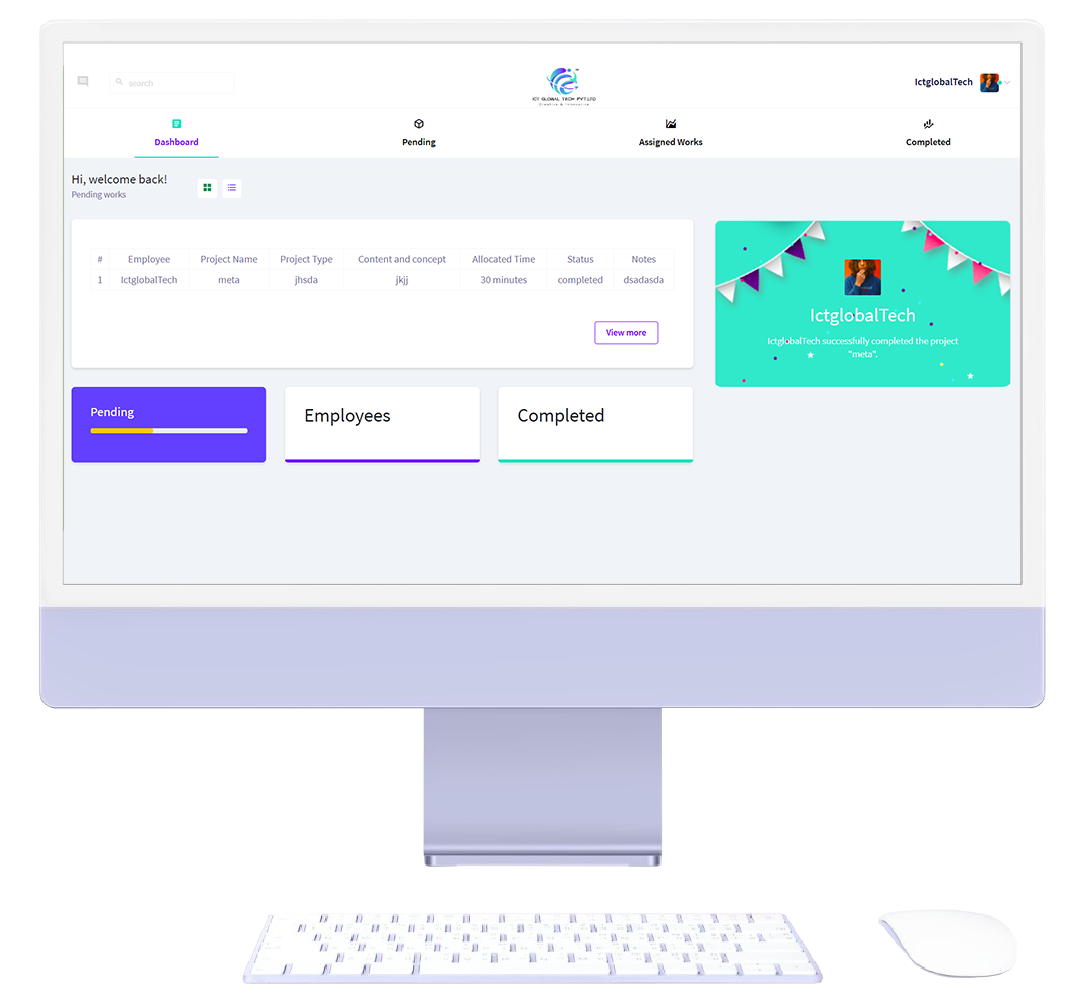 search
ICT GLOBAL TECH PVT.LTD
Creative & Innovative
IctglobalTech
Dashboard
Pending
Assigned Works
Completed
Hi, welcome back!
Pending works
# Employee Project Name Project Type Content and concept Allocated Time Status Notes
1 IctglobalTech meta jhsda jkjj 30 minutes completed dsadasda
View more
IctglobalTech
IctglobalTech successfully completed the project
"meta".
Pending
Employees
Completed